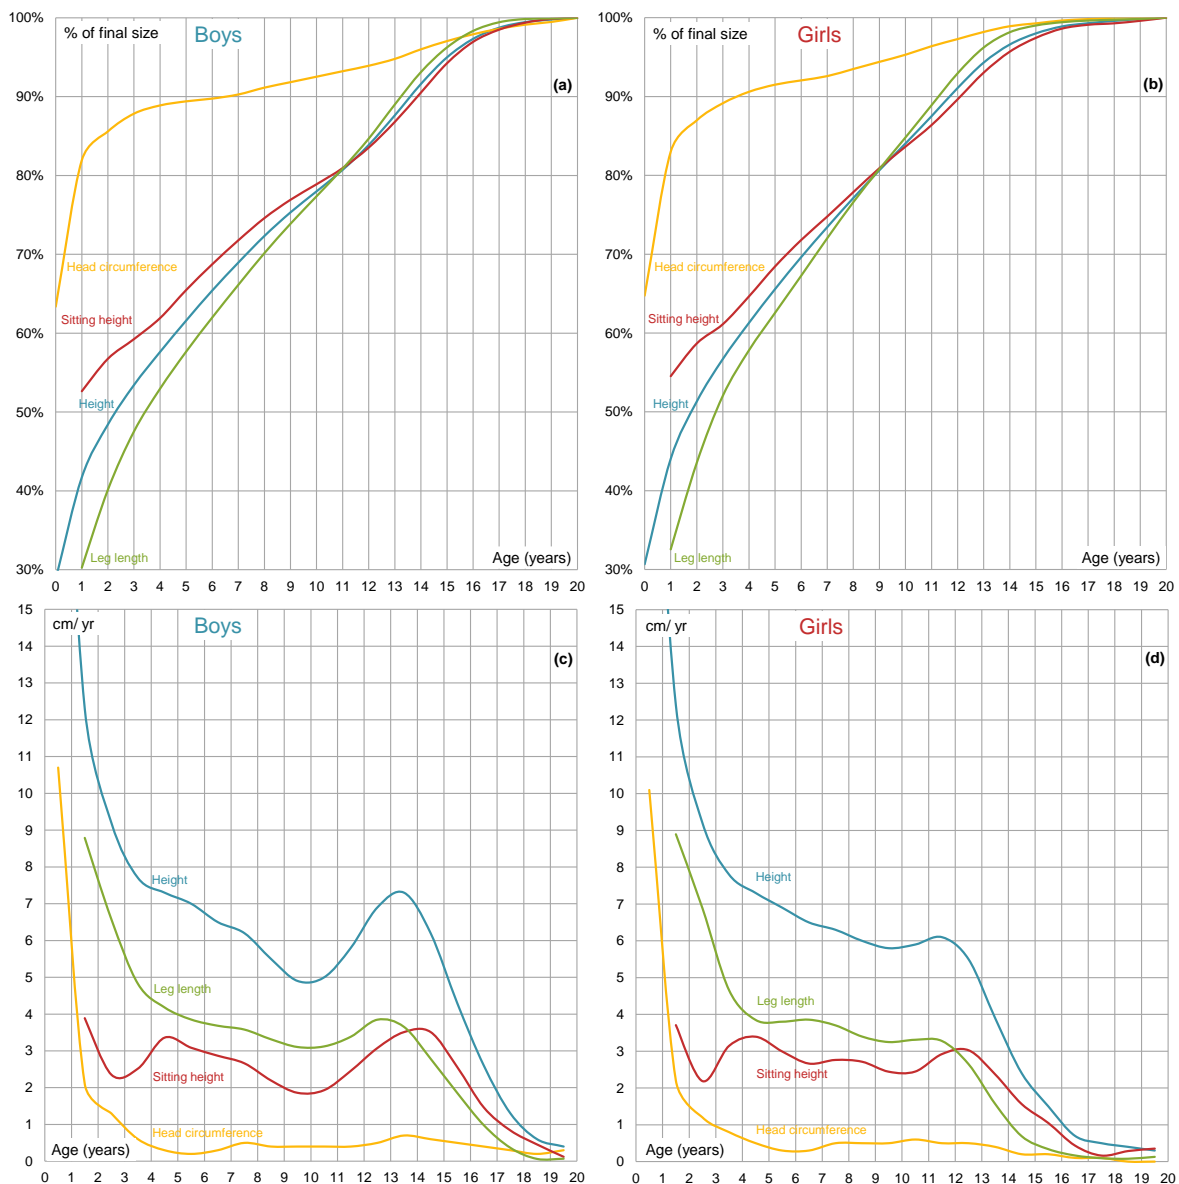 100%
90%
80%
70%
60%
50%
40%
30%
% of final size
Boys
(a)
Head circumference
Sitting height
Height
Leg length
Age (years)
0 1 2 3 4 5 6 7 8 9 10 11 12 13 14 15 16 17 18 19 20
100%
90%
80%
70%
60%
50%
40%
30%
% of final size
Girls
(b)
Head circumference
Sitting height
Height
Leg length
Age (years)
0 1 2 3 4 5 6 7 8 9 10 11 12 13 14 15 16 17 18 19 20
15
14
13
12
11
10
9
8
7
6
5
4
3
2
1
0
cm/ yr
Boys
(c)
Height
Leg length
Sitting height
Head circumference
Age (years)
0 1 2 3 4 5 6 7 8 9 10 11 12 13 14 15 16 17 18 19 20
15
14
13
12
11
10
9
8
7
6
5
4
3
2
1
0
cm/ yr
Girls
(d)
Height
Leg length
Sitting height
Head circumference
Age (years)
0 1 2 3 4 5 6 7 8 9 10 11 12 13 14 15 16 17 18 19 20